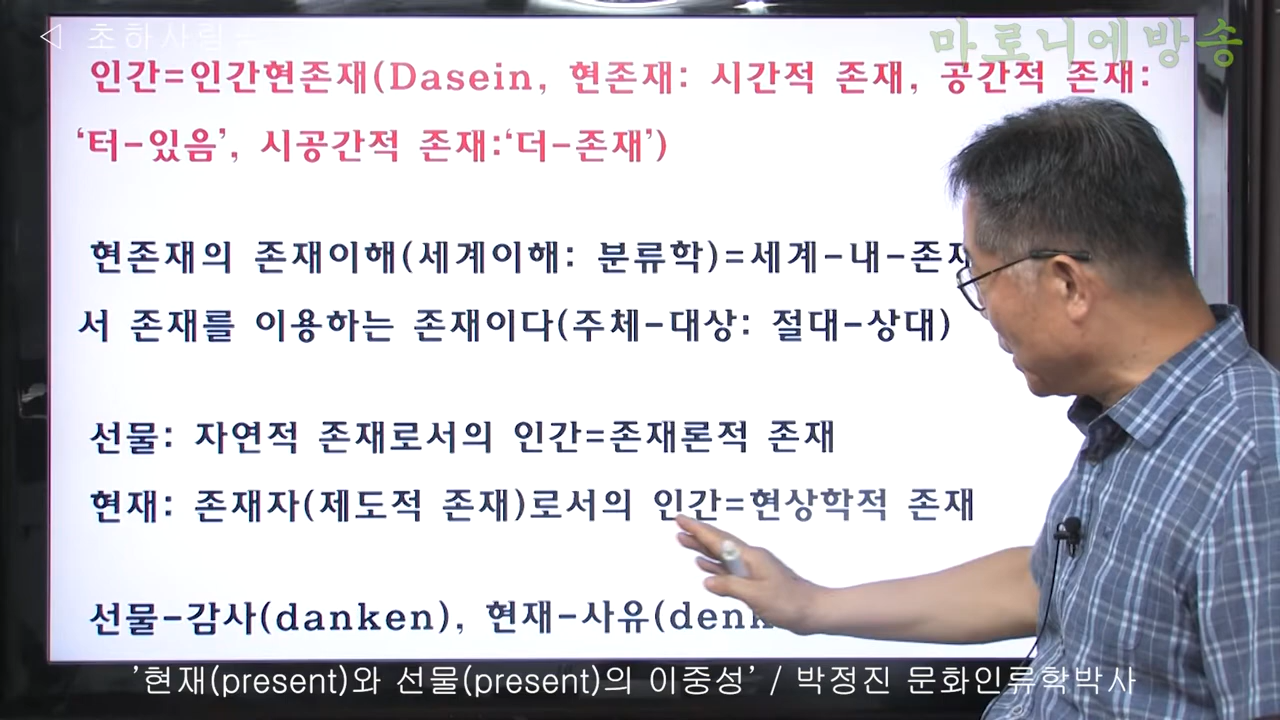 ◁ 초하사랑
마로니에방송
인간=인간현존재(Dasein, 현존재: 시간적 존재, 공간적 존재:
‘터-있음’, 시공간적 존재:‘더-존재’)
현존재의 존재이해(세계이해: 분류학)=세계-내-존재
서 존재를 이용하는 존재이다(주체-대상: 절대-상대)
선물: 자연적 존재로서의 인간=존재론적 존재
현재: 존재자(제도적 존재)로서의 인간=현상학적 존재
선물-감사(danken), 현재-사유(denk
'현재(present)와 선물(present)의 이중성' / 박정진 문화인류학박사